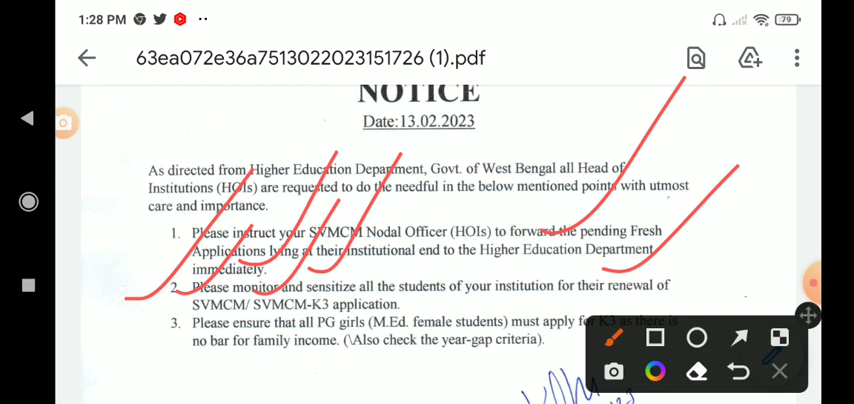 1:28 PM
79
63ea072e36a7513022023151726 (1).pdf
NOTICE
Date:13.02.2023
As directed from Higher Education Department, Govt. of West Bengal all Head of
Institutions (HOIs) are requested to do the needful in the below mentioned points with utmost
care and importance.
1. Please instruct your SVMCM Nodal Officer (HOIs) to forward the pending Fresh
Applications lying at their institutional end to the Higher Education Department
immediately.
2. Please monitor and sensitize all the students of your institution for their renewal of
SVMCM/ SVMCM-K3 application.
3. Please ensure that all PG girls (M.Ed. female students) must apply for K3 as there is
no bar for family income. (\Also check the year-gap criteria).